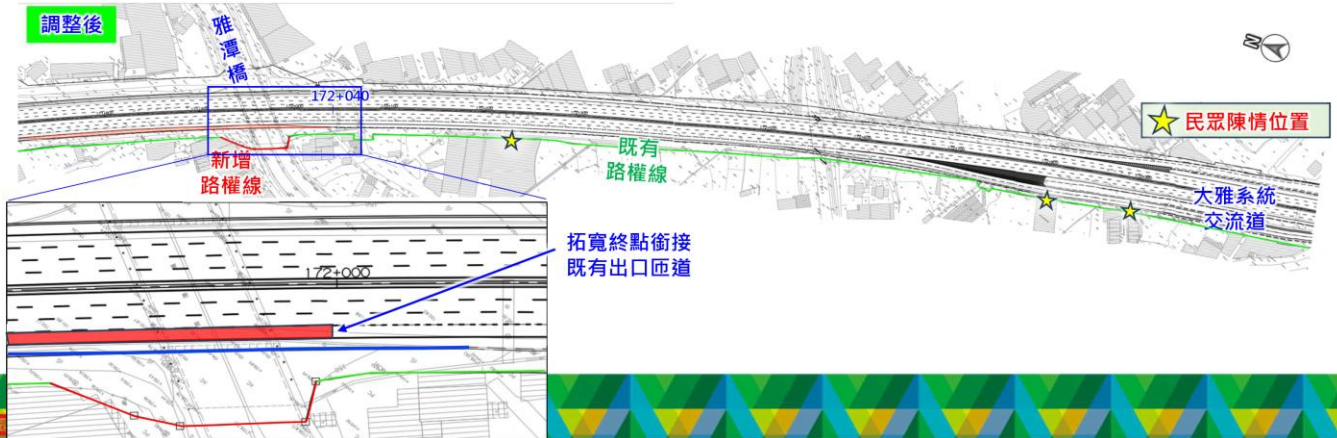 調整後
雅潭橋
172+040
N
民眾陳情位置
新增
路權線
既有
路權線
大雅系統
交流道
拓寬終點銜接
既有出口匝道
172+000